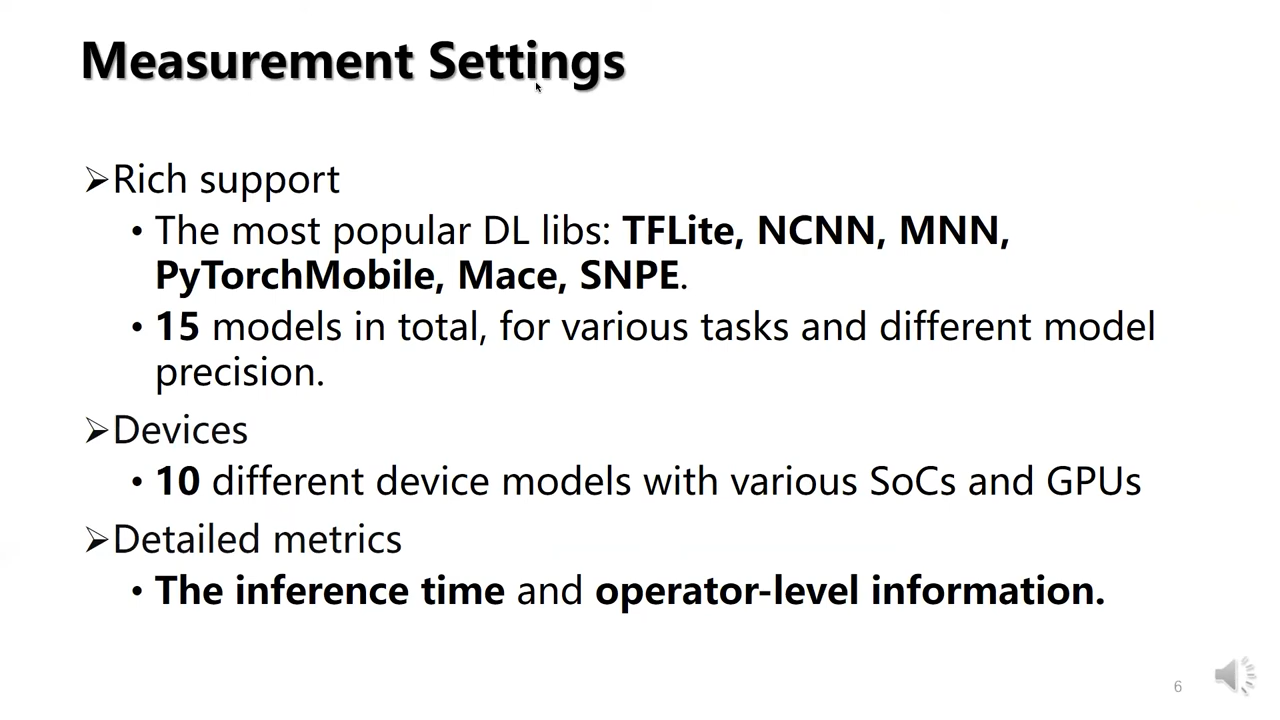 Measurement Settings
➢Rich support
• The most popular DL libs: TFLite, NCNN, MNN,
PyTorchMobile, Mace, SNPE.
• 15 models in total, for various tasks and different model
precision.
➢Devices
• 10 different device models with various SoCs and GPUs
➢Detailed metrics
• The inference time and operator-level information.
6